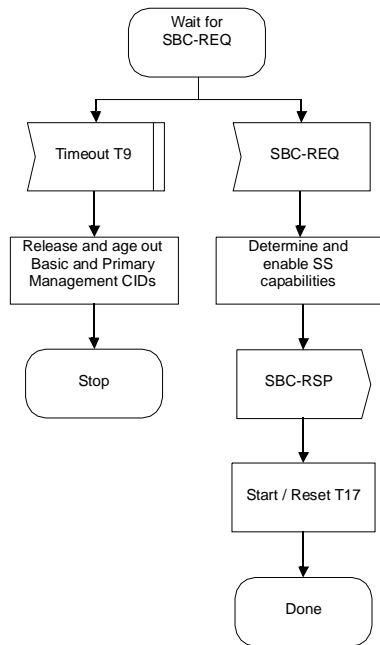 Wait for
SBC-REQ
Timeout T9
SBC-REQ
Release and age out
Basic and Primary
Management CIDs
Determine and
enable SS
capabilities
Stop
SBC-RSP
Start / Reset T17
Done